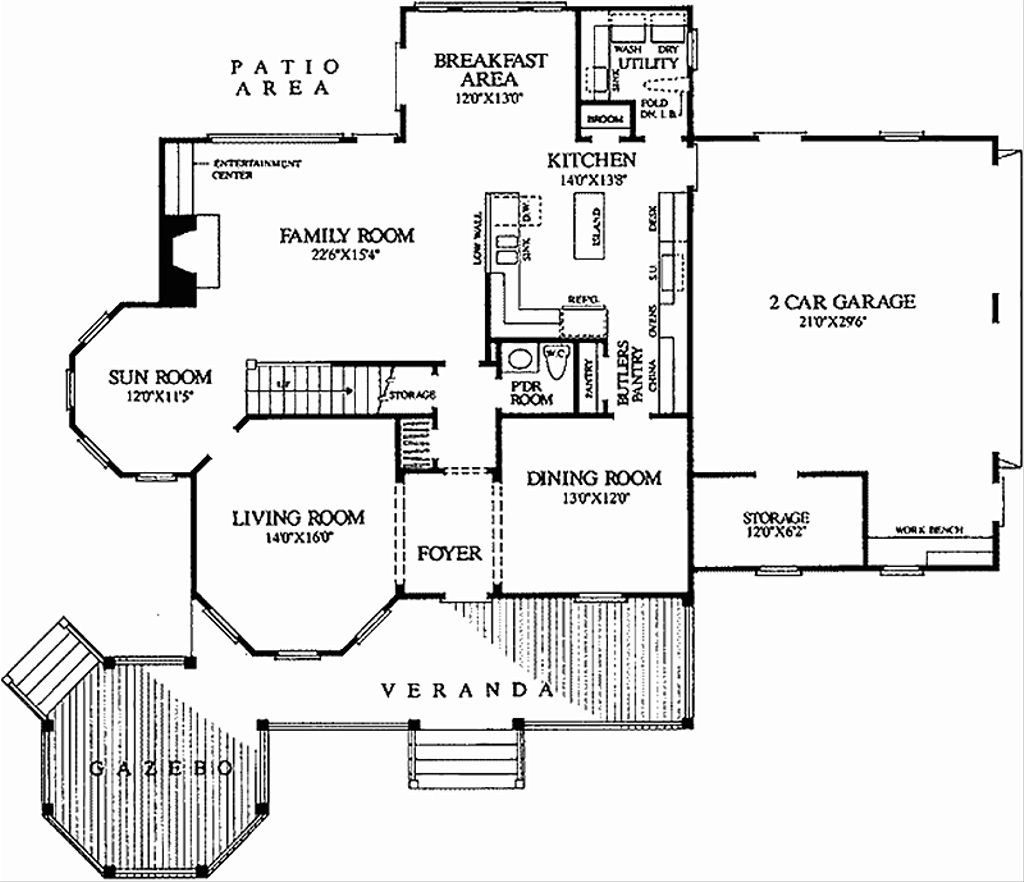 PATIO
AREA
BREAKFAST
AREA
12'0"X13'0"
WASH
DRY
UTILITY
SINK
FOLD
DN. I. B.
BROOM
ENTERTAINMENT
CENTER
KITCHEN
14'0"X13'8"
FAMILY ROOM
22'6"X15'4"
LOW WALL
D.W.
SINK
ISLAND
DESK
S.U.
REF'G.
OVENS
2 CAR GARAGE
21'0"X29'6"
SUN ROOM
12'0"X11'5"
UP
STORAGE
W.C.
P'DR
ROOM
PANTRY
BUTLERS
PANTRY
CHINA
DINING ROOM
13'0"X12'0"
LIVING ROOM
14'0"X16'0"
FOYER
STORAGE
12'0"X6'2"
WORK BENCH
VERANDA
GAZEBO